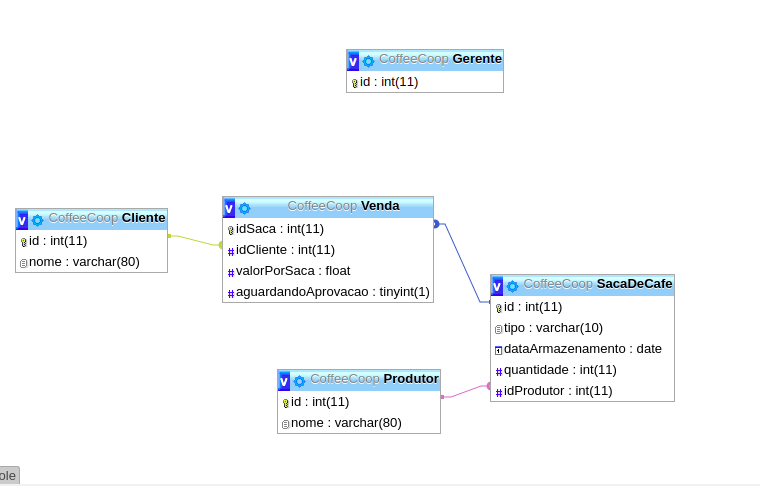 v CoffeeCoop Gerente
id : int(11)
v CoffeeCoop Cliente
id : int(11)
nome : varchar(80)
v CoffeeCoop Venda
idSaca : int(11)
# idCliente : int(11)
# valorPorSaca : float
# aguardandoAprovacao : tinyint(1)
v CoffeeCoop SacaDeCafe
id : int(11)
tipo : varchar(10)
dataArmazenamento : date
# quantidade : int(11)
# idProdutor : int(11)
v CoffeeCoop Produtor
id : int(11)
nome : varchar(80)
ole